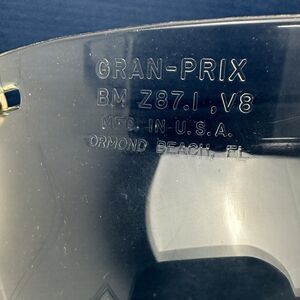 GRAN-PRIX
BM Z87.1, V8
MFG. IN U.S.A.
ORMOND BEACH, FL